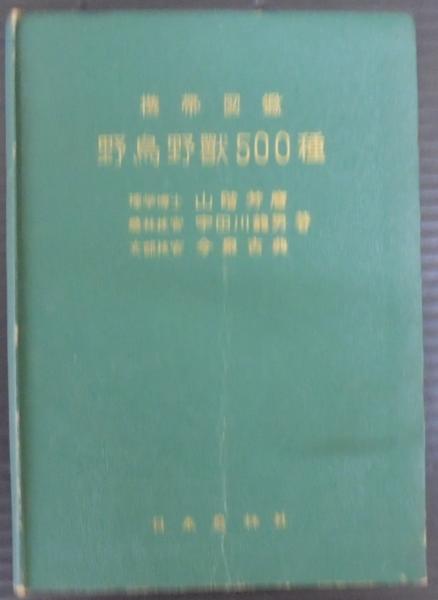 携帯図鑑
野鳥野獣500種
理学博士 山階芳麿
農林技官 宇田川龍男 著
文部技官 今泉吉典
日本農林社